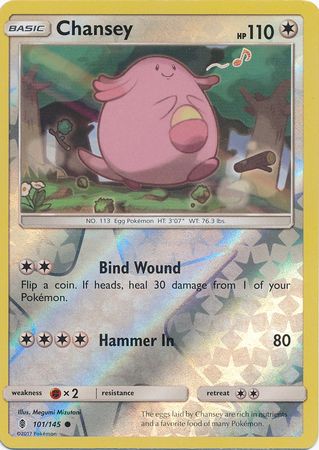 BASIC Chansey HP 110
NO. 113 Egg Pokémon HT: 3'07" WT: 76.3 lbs.
Bind Wound
Flip a coin. If heads, heal 30 damage from 1 of your
Pokémon.
Hammer In 80
weakness × 2 resistance retreat
Illus. Megumi Mizutani
101/145
©2017 Pokémon
The eggs laid by Chansey are rich in nutrients
and a favorite food of many Pokémon.